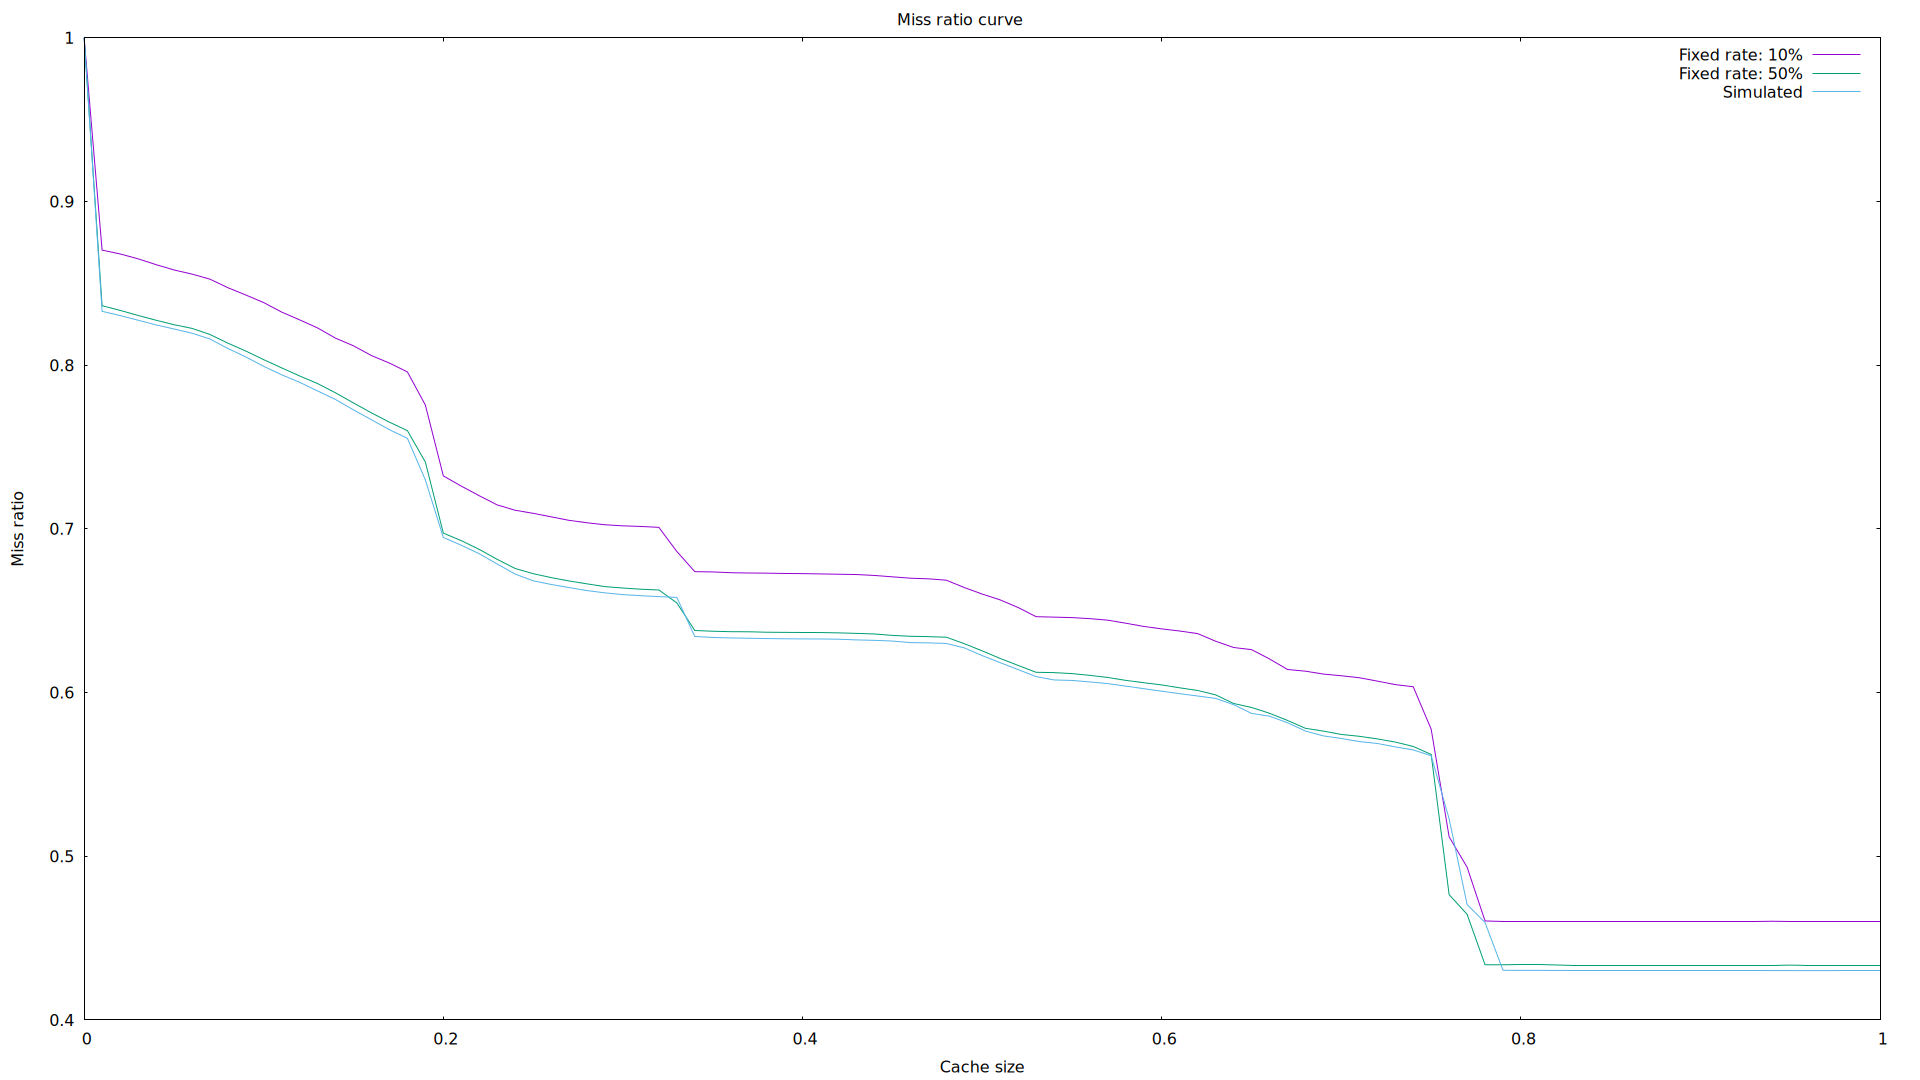 Miss ratio curve
Fixed rate: 10%
Fixed rate: 50%
Simulated
1
0.9
0.8
0.7
0.6
0.5
0.4
Miss ratio
0
0.2
0.4
0.6
0.8
1
Cache size